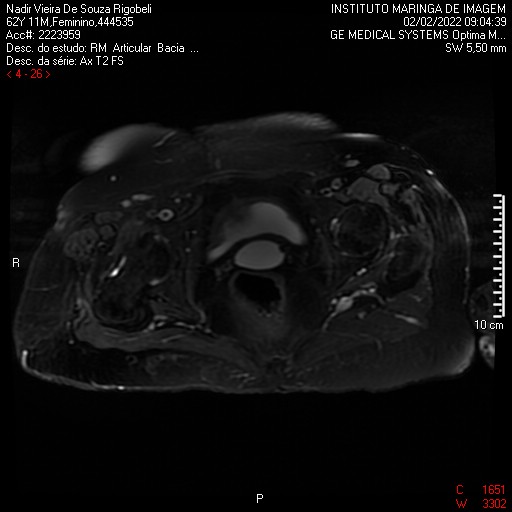 Nadir Vieira De Souza Rigobeli
62Y 11M,Feminino,444535
Acc#: 2223959
Desc. do estudo: RM Articular Bacia ...
Desc. da série: Ax T2 FS
< 4 - 26 >
INSTITUTO MARINGA DE IMAGEM
02/02/2022 09:04:39
GE MEDICAL SYSTEMS Optima M...
SW 5,50 mm
R
10 cm
P
C 1651
W 3302